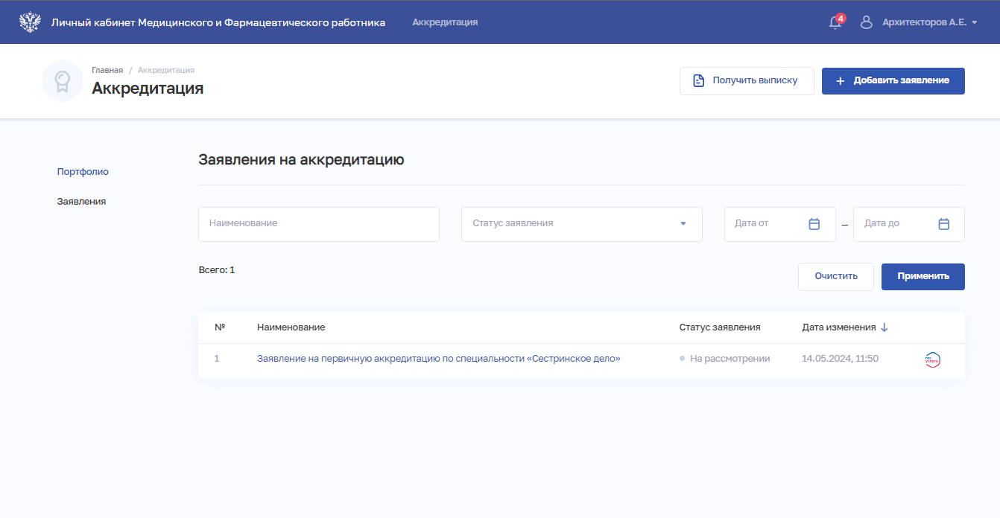 Личный кабинет Медицинского и Фармацевтического работника Аккредитация 4 Архитекторов А.Е.
Главная / Аккредитация
Аккредитация
Получить выписку + Добавить заявление
Заявления на аккредитацию
Портфолио
Заявления
Наименование Статус заявления Дата от – Дата до
Всего: 1 Очистить Применить
№ Наименование Статус заявления Дата изменения
1 Заявление на первичную аккредитацию по специальности «Сестринское дело» На рассмотрении 14.05.2024, 11:50 гос услуги